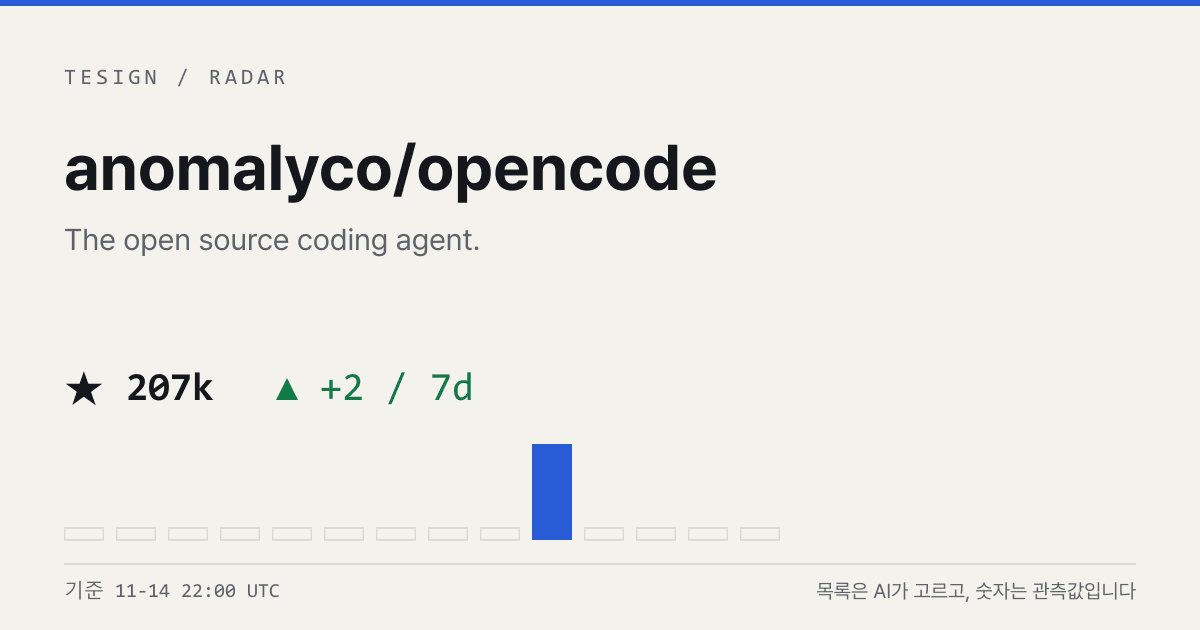 TESIGN / RADAR
anomalyco/opencode
The open source coding agent.
★ 207k ▲ +2 / 7d
기준 11-14 22:00 UTC
목록은 AI가 고르고, 숫자는 관측값입니다